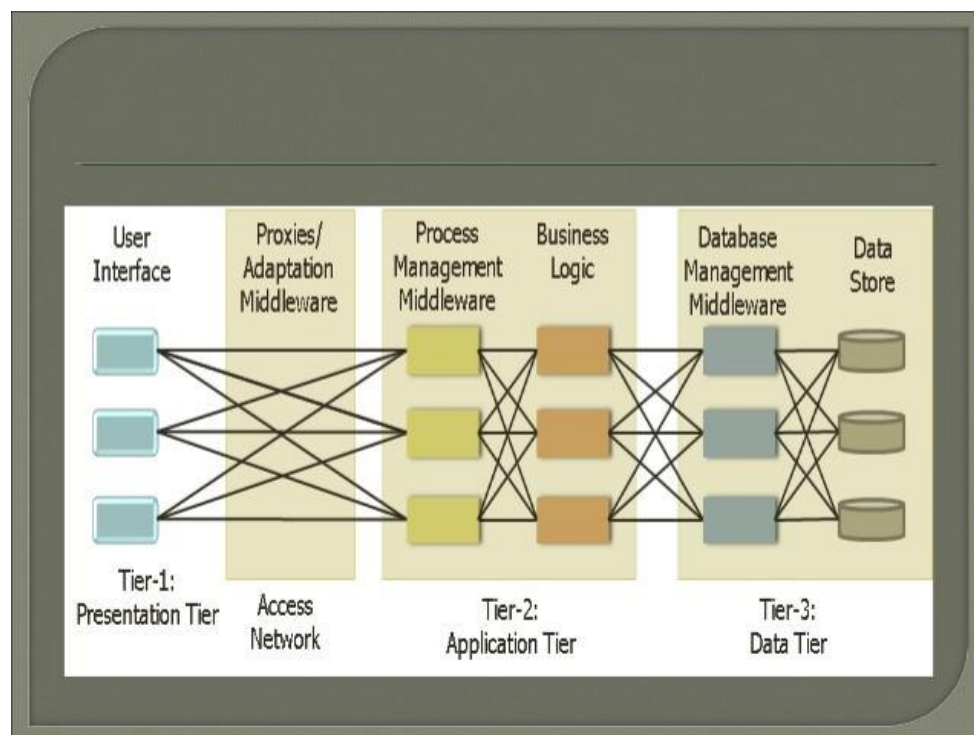 User
Interface
Proxies/
Adaptation
Middleware
Process
Management
Middleware
Business
Logic
Database
Management
Middleware
Data
Store
Tier-1:
Presentation Tier
Access
Network
Tier-2:
Application Tier
Tier-3:
Data Tier